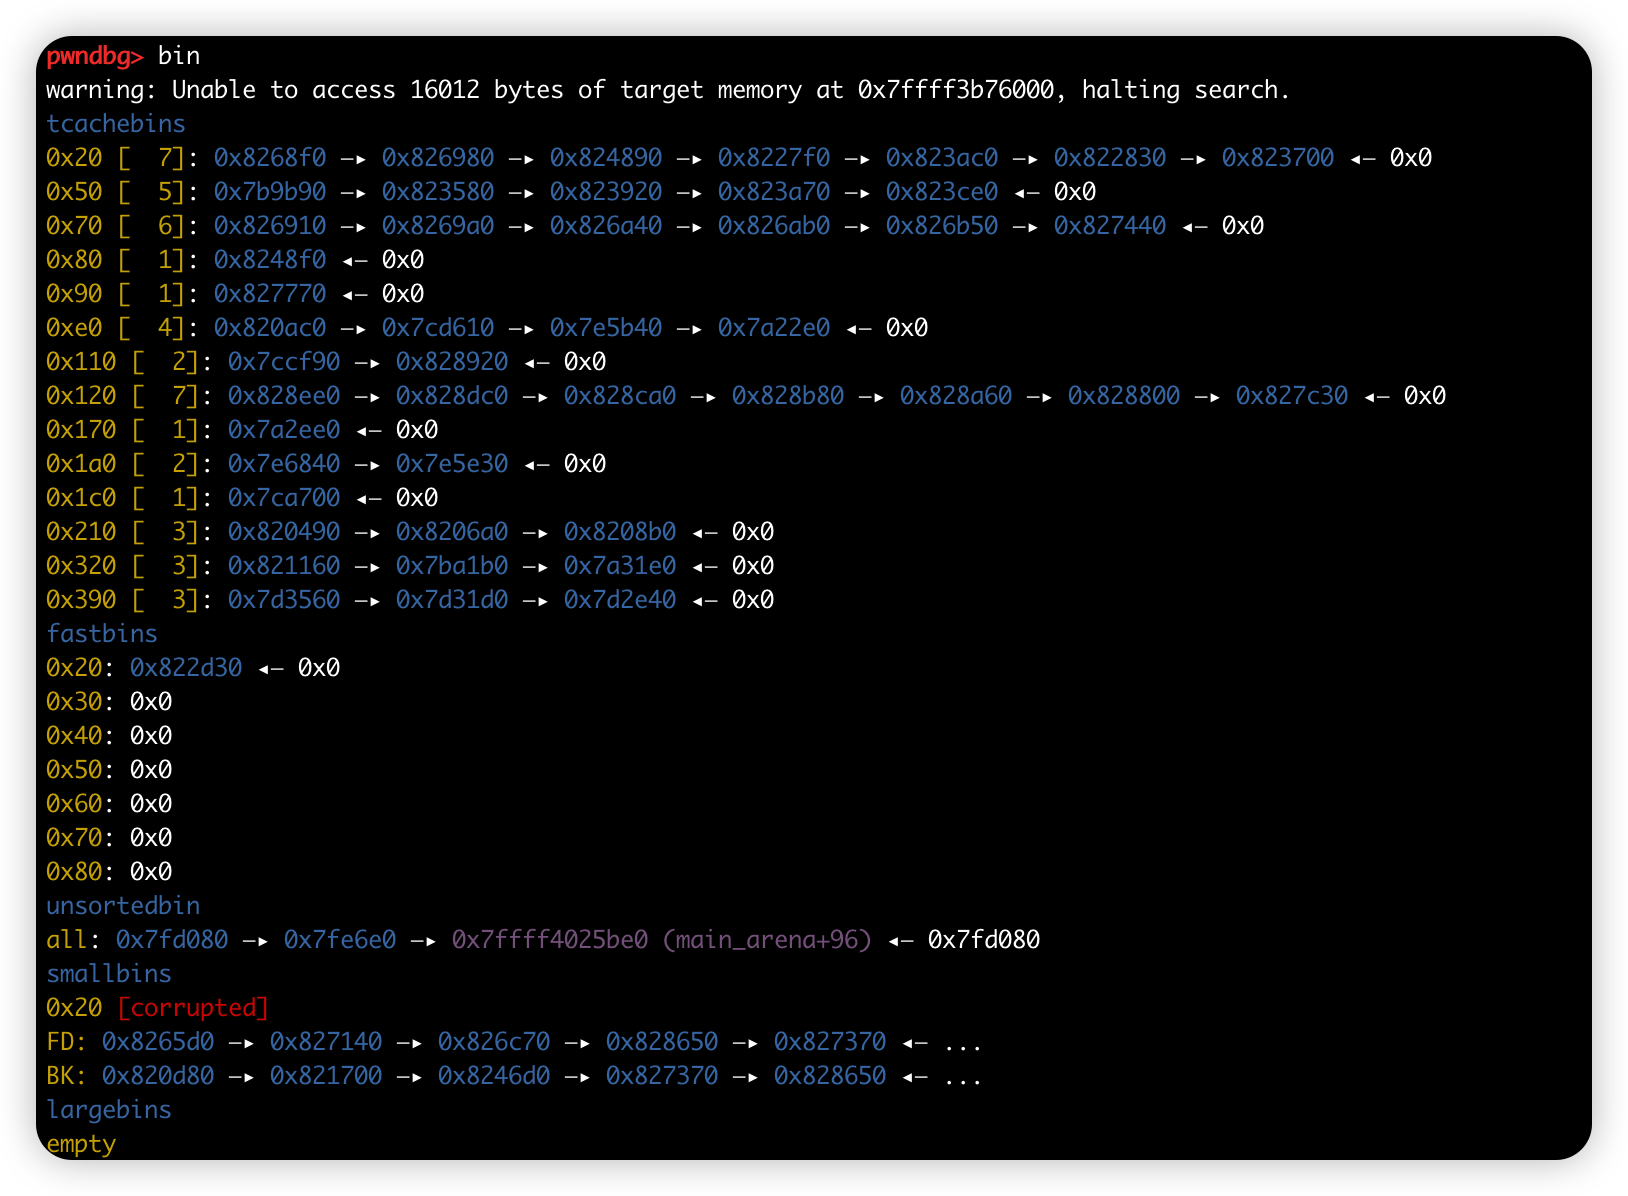 pwndbg> bin
warning: Unable to access 16012 bytes of target memory at 0x7ffff3b76000, halting search.
tcachebins
0x20 [  7]: 0x8268f0 —▸ 0x826980 —▸ 0x824890 —▸ 0x8227f0 —▸ 0x823ac0 —▸ 0x822830 —▸ 0x823700 ◂— 0x0
0x50 [  5]: 0x7b9b90 —▸ 0x823580 —▸ 0x823920 —▸ 0x823a70 —▸ 0x823ce0 ◂— 0x0
0x70 [  6]: 0x826910 —▸ 0x8269a0 —▸ 0x826a40 —▸ 0x826ab0 —▸ 0x826b50 —▸ 0x827440 ◂— 0x0
0x80 [  1]: 0x8248f0 ◂— 0x0
0x90 [  1]: 0x827770 ◂— 0x0
0xe0 [  4]: 0x820ac0 —▸ 0x7cd610 —▸ 0x7e5b40 —▸ 0x7a22e0 ◂— 0x0
0x110 [  2]: 0x7ccf90 —▸ 0x828920 ◂— 0x0
0x120 [  7]: 0x828ee0 —▸ 0x828dc0 —▸ 0x828ca0 —▸ 0x828b80 —▸ 0x828a60 —▸ 0x828800 —▸ 0x827c30 ◂— 0x0
0x170 [  1]: 0x7a2ee0 ◂— 0x0
0x1a0 [  2]: 0x7e6840 —▸ 0x7e5e30 ◂— 0x0
0x1c0 [  1]: 0x7ca700 ◂— 0x0
0x210 [  3]: 0x820490 —▸ 0x8206a0 —▸ 0x8208b0 ◂— 0x0
0x320 [  3]: 0x821160 —▸ 0x7ba1b0 —▸ 0x7a31e0 ◂— 0x0
0x390 [  3]: 0x7d3560 —▸ 0x7d31d0 —▸ 0x7d2e40 ◂— 0x0
fastbins
0x20: 0x822d30 ◂— 0x0
0x30: 0x0
0x40: 0x0
0x50: 0x0
0x60: 0x0
0x70: 0x0
0x80: 0x0
unsortedbin
all: 0x7fd080 —▸ 0x7fe6e0 —▸ 0x7ffff4025be0 (main_arena+96) ◂— 0x7fd080
smallbins
0x20 [corrupted]
FD: 0x8265d0 —▸ 0x827140 —▸ 0x826c70 —▸ 0x828650 —▸ 0x827370 ◂— ...
BK: 0x820d80 —▸ 0x821700 —▸ 0x8246d0 —▸ 0x827370 —▸ 0x828650 ◂— ...
largebins
empty